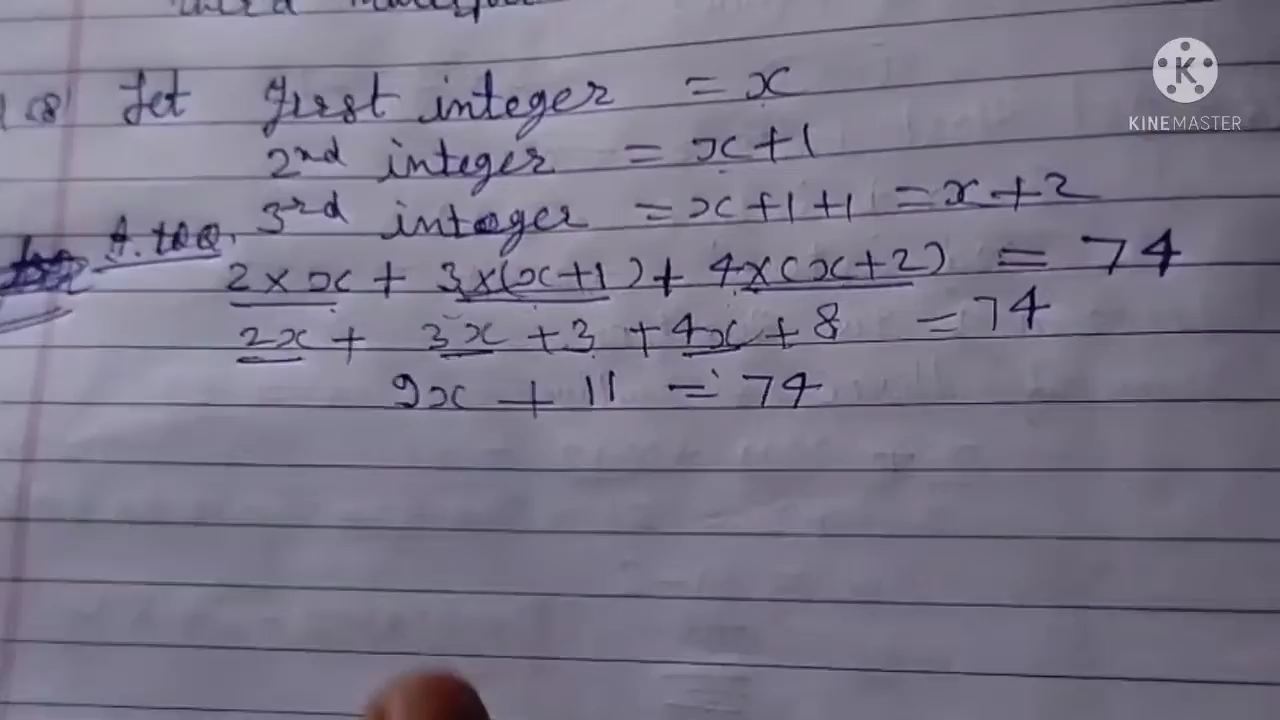 Let first integer = x
2nd integer = x+1
3rd integer = x+1+1 = x+2
A.t.Q. 2×x + 3×(x+1) + 4×(x+2) = 74
2x + 3x + 3 + 4x + 8 = 74
9x + 11 = 74
KINEMASTER